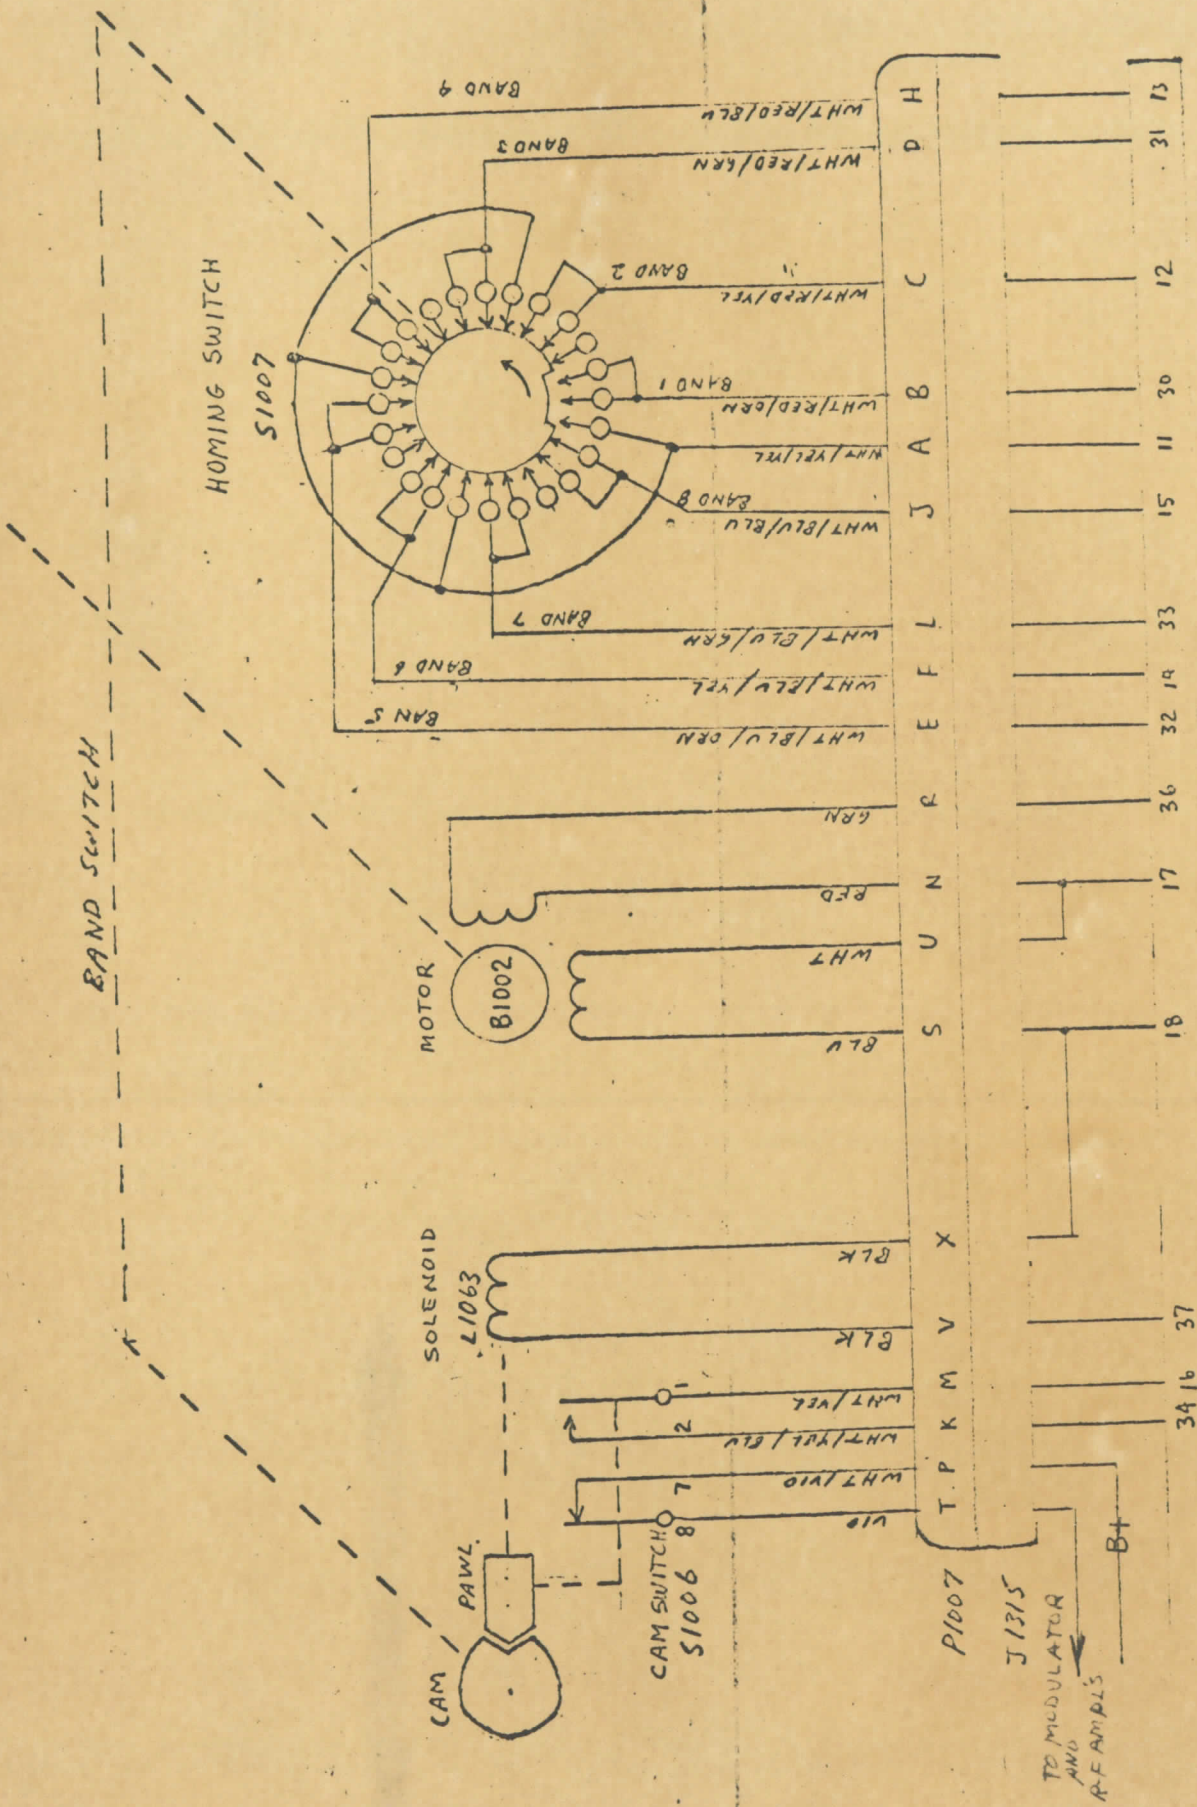 BAND SWITCH
HOMING SWITCH
S1007
MOTOR
B1002
SOLENOID
L1063
CAM
PAWL
CAM SWITCH
S1006
8
7
2
1
BAND 4
BAND 3
BAND 2
BAND 1
BAND 8
BAND 7
BAND 6
BAN 5
VIO
WHT/VIO
WHT/YEL/BLU
WHT/YEL
BLK
BLK
BLU
WHT
RED
GRN
WHT/BLU/ORN
WHT/BLU/YEL
WHT/BLU/GRN
WHT/BLU/BLU
WHT/YEL/YEL
WHT/RED/ORN
WHT/RED/YEL
WHT/RED/GRN
WHT/RED/BLU
P1007
T P K M V X S U N R E F L J A B C D H
J1315
TO MODULATOR
AND
R-F AMPL'S
B+
34 16 37 18 17 36 32 14 33 15 11 30 12 31 13